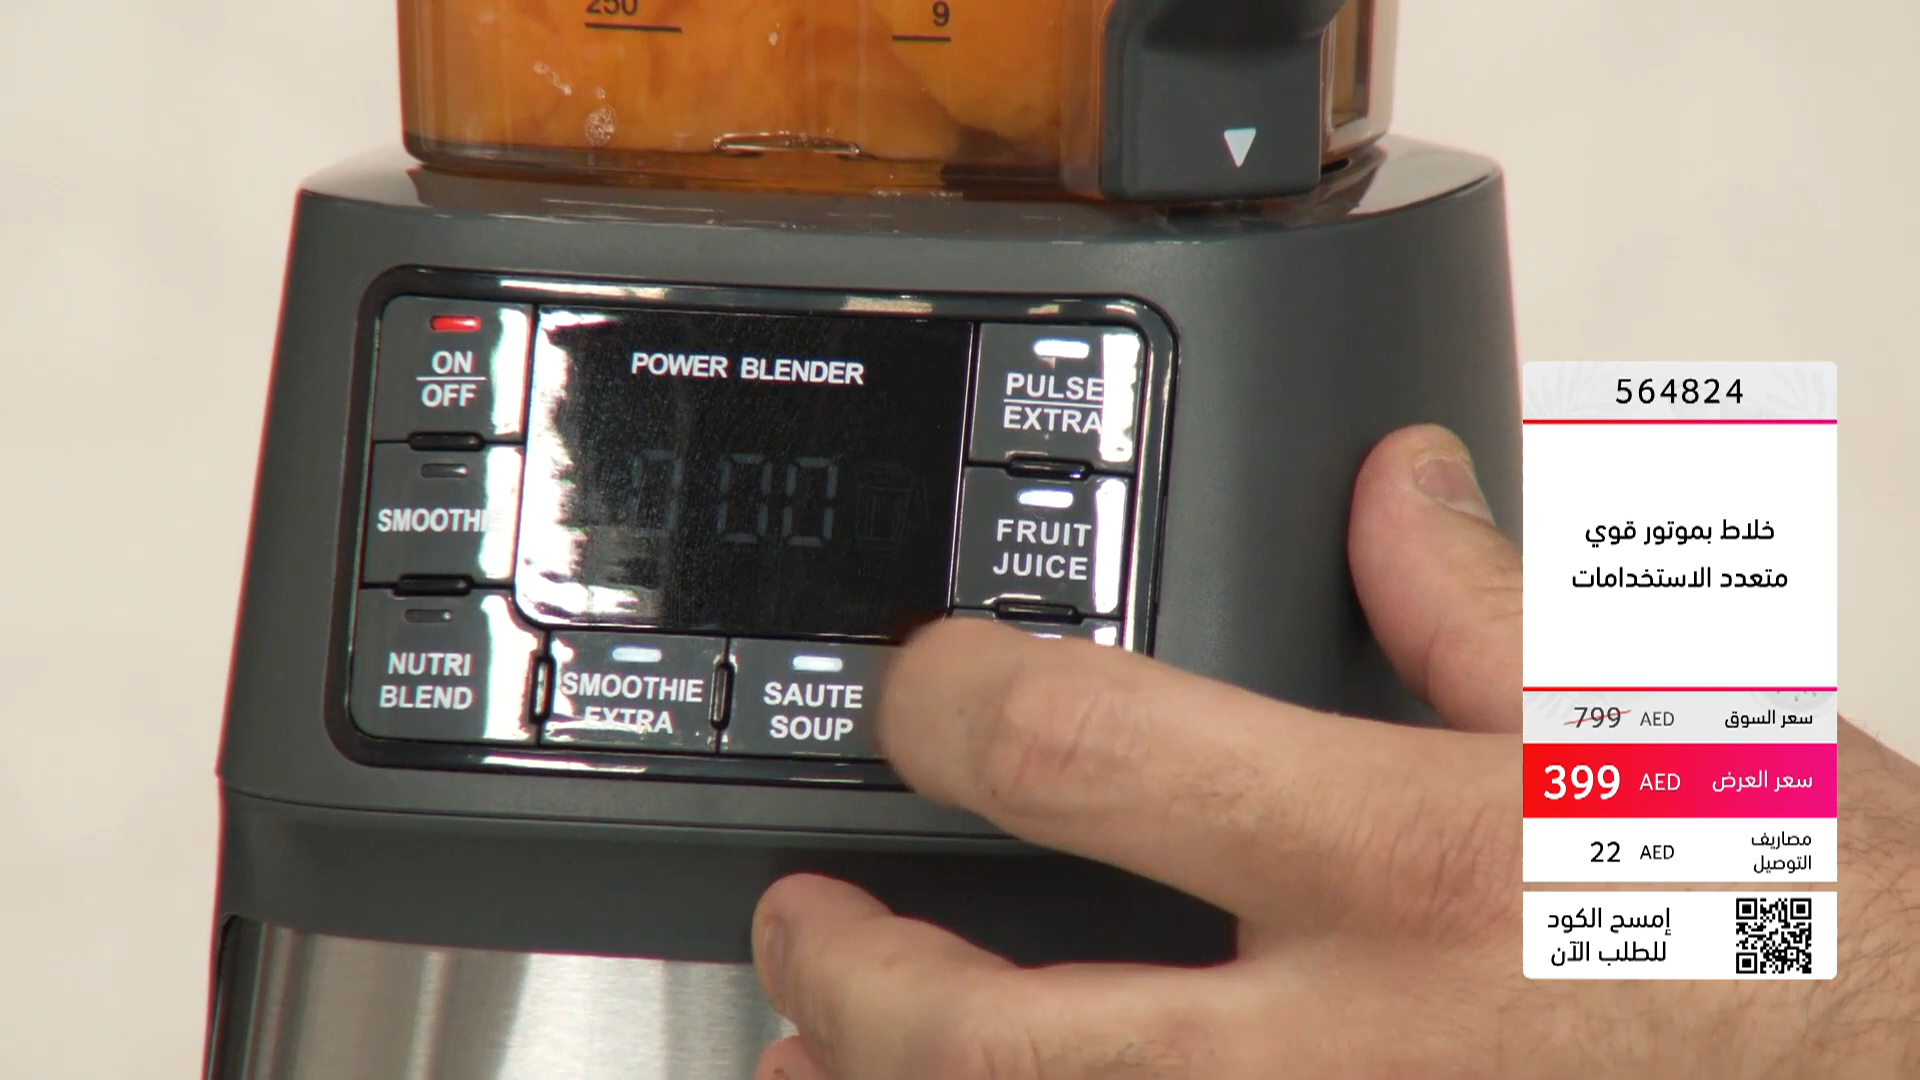 250
9
ON
OFF
POWER BLENDER
PULSE
EXTRA
SMOOTHIE
000
FRUIT
JUICE
NUTRI
BLEND
SMOOTHIE
EXTRA
SAUTE
SOUP
564824
خلاط بموتور قوي
متعدد الاستخدامات
سعر السوق 799 AED
سعر العرض 399 AED
مصاريف
التوصيل
22 AED
إمسح الكود
للطلب الآن